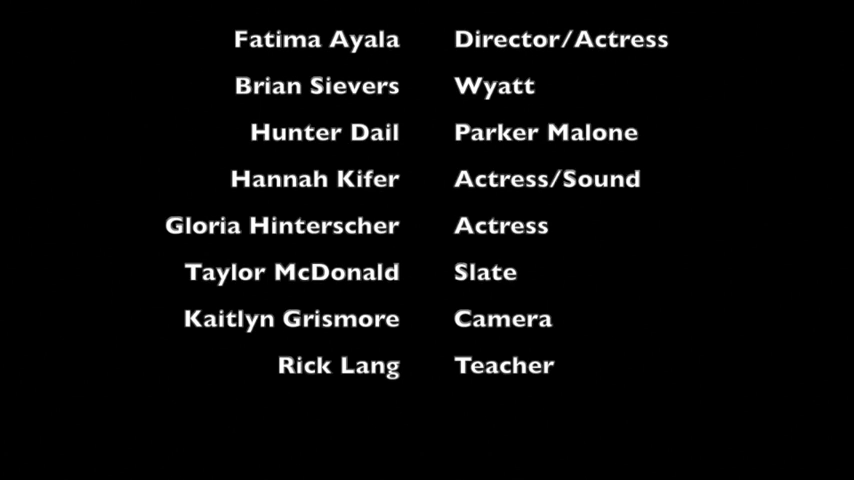 Fatima Ayala Director/Actress
Brian Sievers Wyatt
Hunter Dail Parker Malone
Hannah Kifer Actress/Sound
Gloria Hinterscher Actress
Taylor McDonald Slate
Kaitlyn Grismore Camera
Rick Lang Teacher